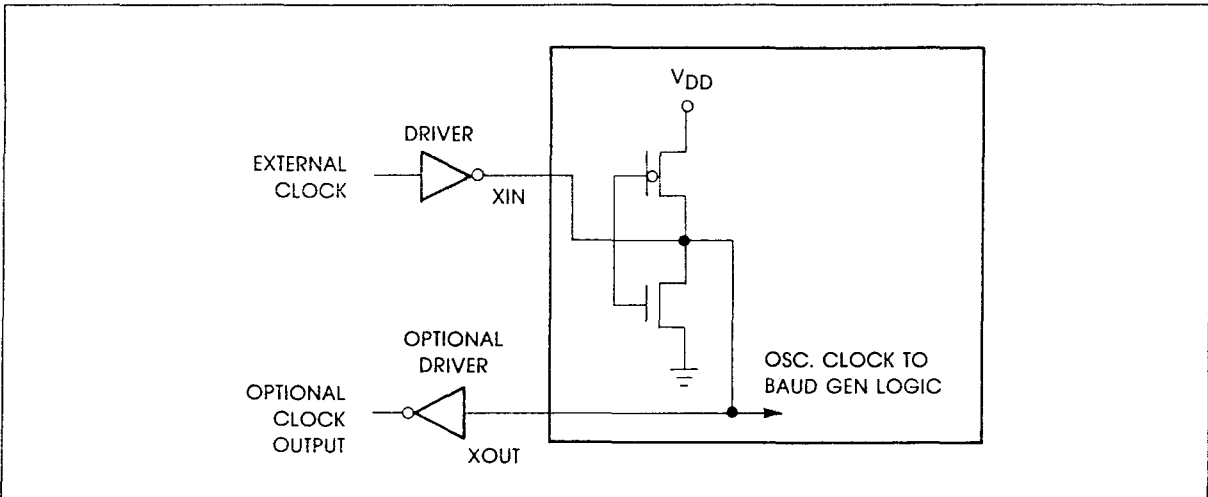 VDD
DRIVER
EXTERNAL
CLOCK
XIN
OPTIONAL
DRIVER
OSC. CLOCK TO
BAUD GEN LOGIC
OPTIONAL
CLOCK
OUTPUT
XOUT